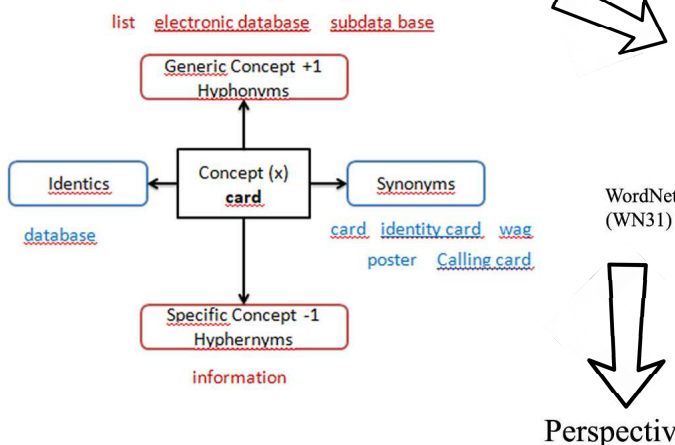 list electronic database subdata base
Generic Concept +1
Hyphonyms
Identics
Concept (x)
card
Synonyms
database
card identity card wag
poster Calling card
Specific Concept -1
Hyphernyms
information
WordNet
(WN31)
Perspectiv